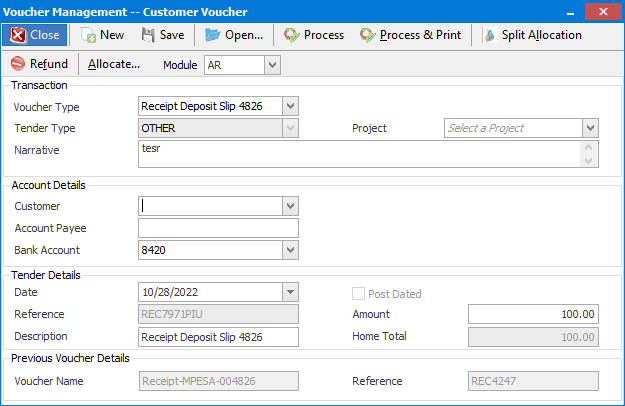 Voucher Management -- Customer Voucher
Close New Save Open... Process Process & Print Split Allocation
Refund Allocate... Module AR
Transaction
Voucher Type Receipt Deposit Slip 4826
Tender Type OTHER Project Select a Project
Narrative tesr
Account Details
Customer
Account Payee
Bank Account 8420
Tender Details
Date 10/28/2022 Post Dated
Reference REC7971PIU Amount 100.00
Description Receipt Deposit Slip 4826 Home Total 100.00
Previous Voucher Details
Voucher Name Receipt-MPESA-004826 Reference REC4247